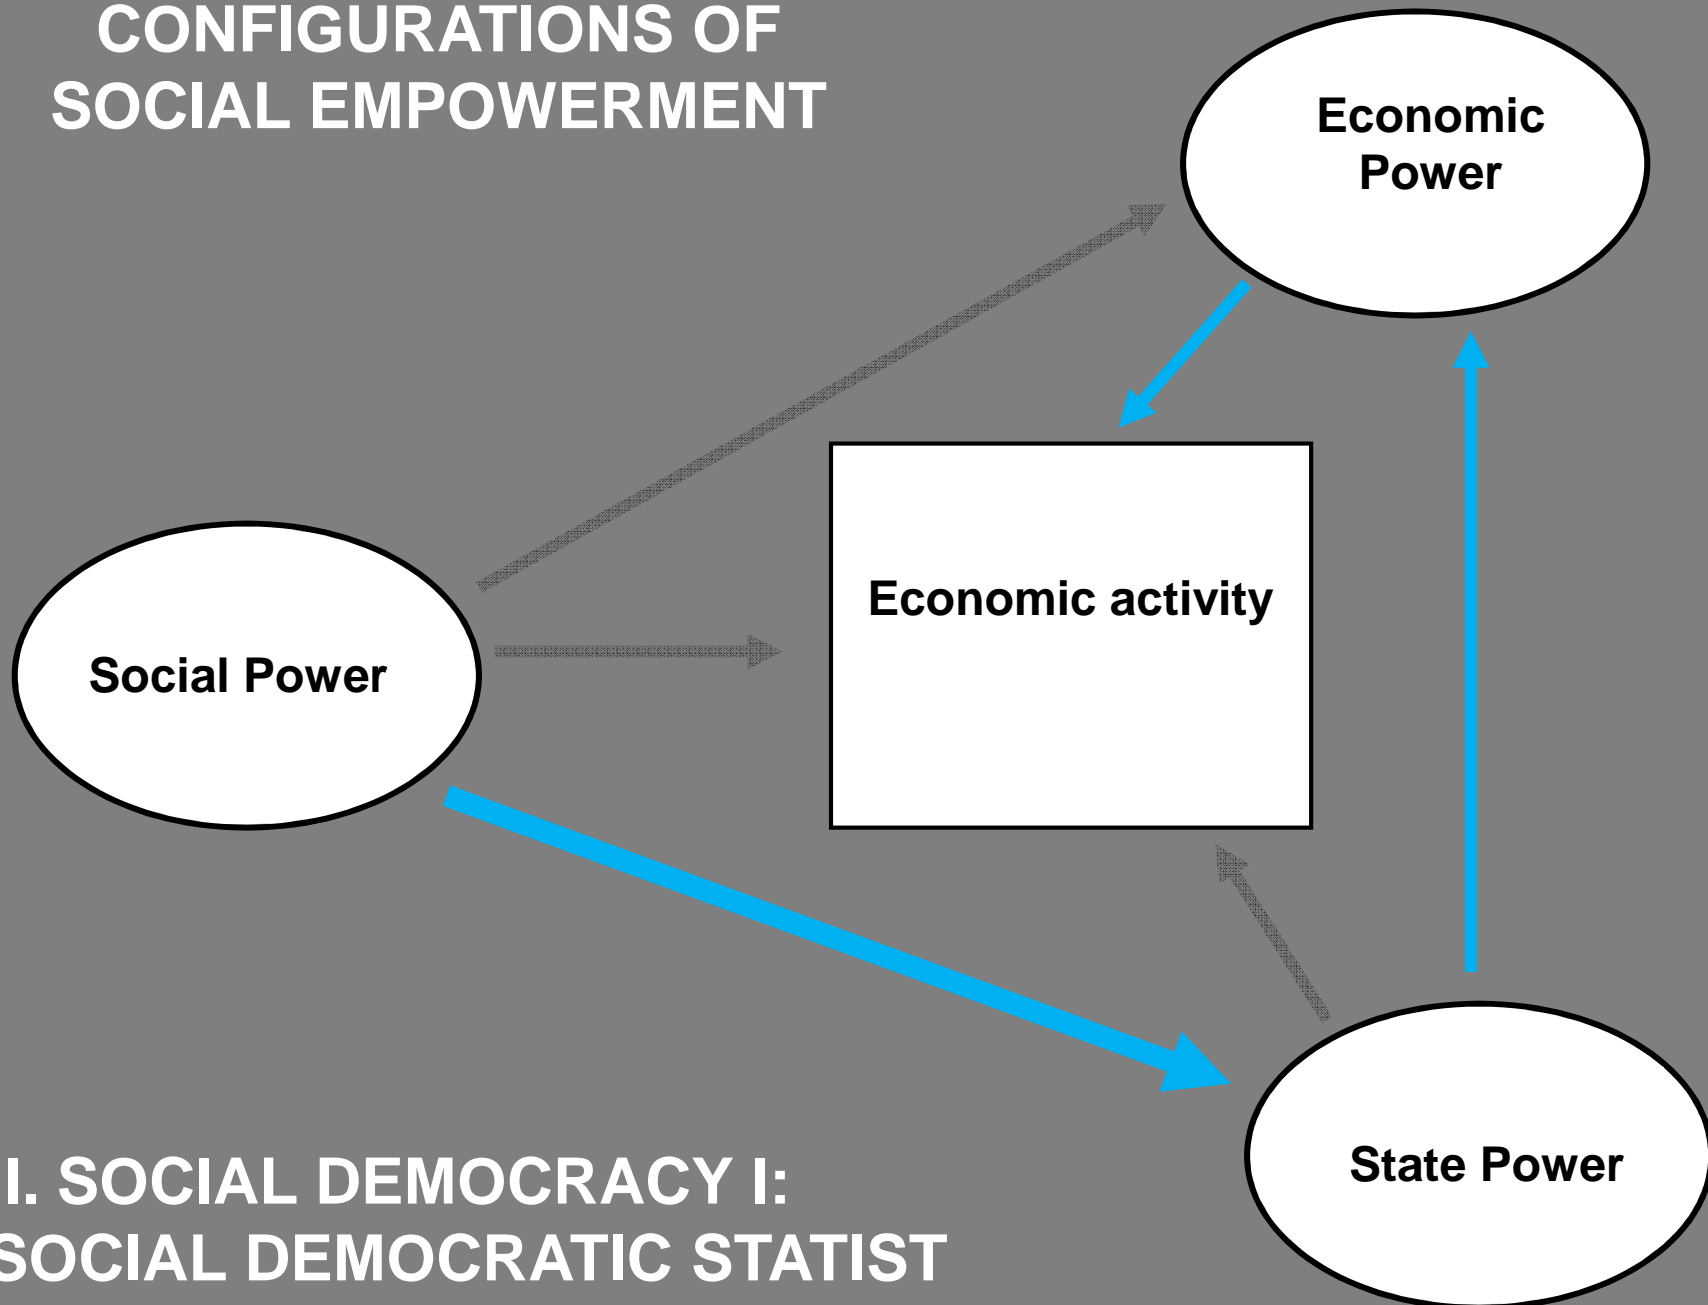 CONFIGURATIONS OF
SOCIAL EMPOWERMENT
Economic
Power
Economic activity
Social Power
State Power
I. SOCIAL DEMOCRACY I:
SOCIAL DEMOCRATIC STATIST